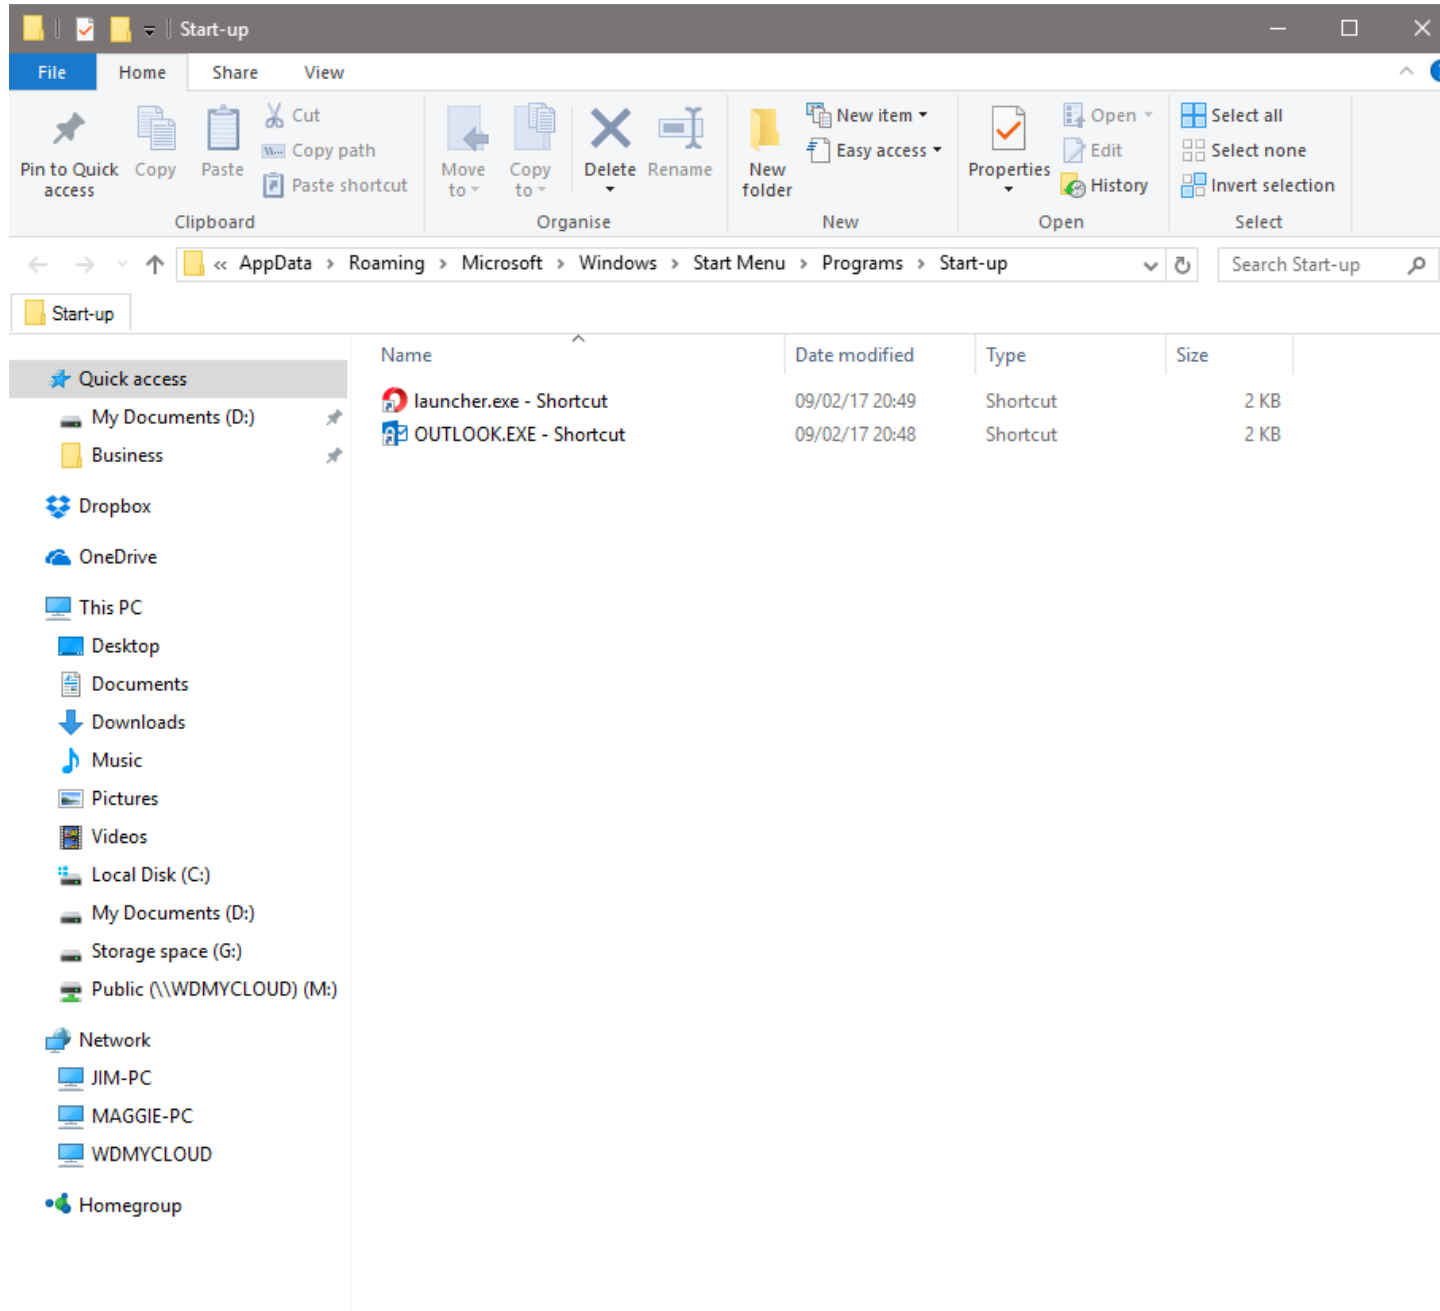 Start-up
File Home Share View
Pin to Quick access
Copy
Paste
Cut
Copy path
Paste shortcut
Clipboard
Move to
Copy to
Delete
Rename
Organise
New folder
New item
Easy access
New
Properties
Open
Edit
History
Open
Select all
Select none
Invert selection
Select
« AppData > Roaming > Microsoft > Windows > Start Menu > Programs > Start-up
Search Start-up
Start-up
Name Date modified Type Size
launcher.exe - Shortcut 09/02/17 20:49 Shortcut 2 KB
OUTLOOK.EXE - Shortcut 09/02/17 20:48 Shortcut 2 KB
Quick access
My Documents (D:)
Business
Dropbox
OneDrive
This PC
Desktop
Documents
Downloads
Music
Pictures
Videos
Local Disk (C:)
My Documents (D:)
Storage space (G:)
Public (\\WDMYCLOUD) (M:)
Network
JIM-PC
MAGGIE-PC
WDMYCLOUD
Homegroup